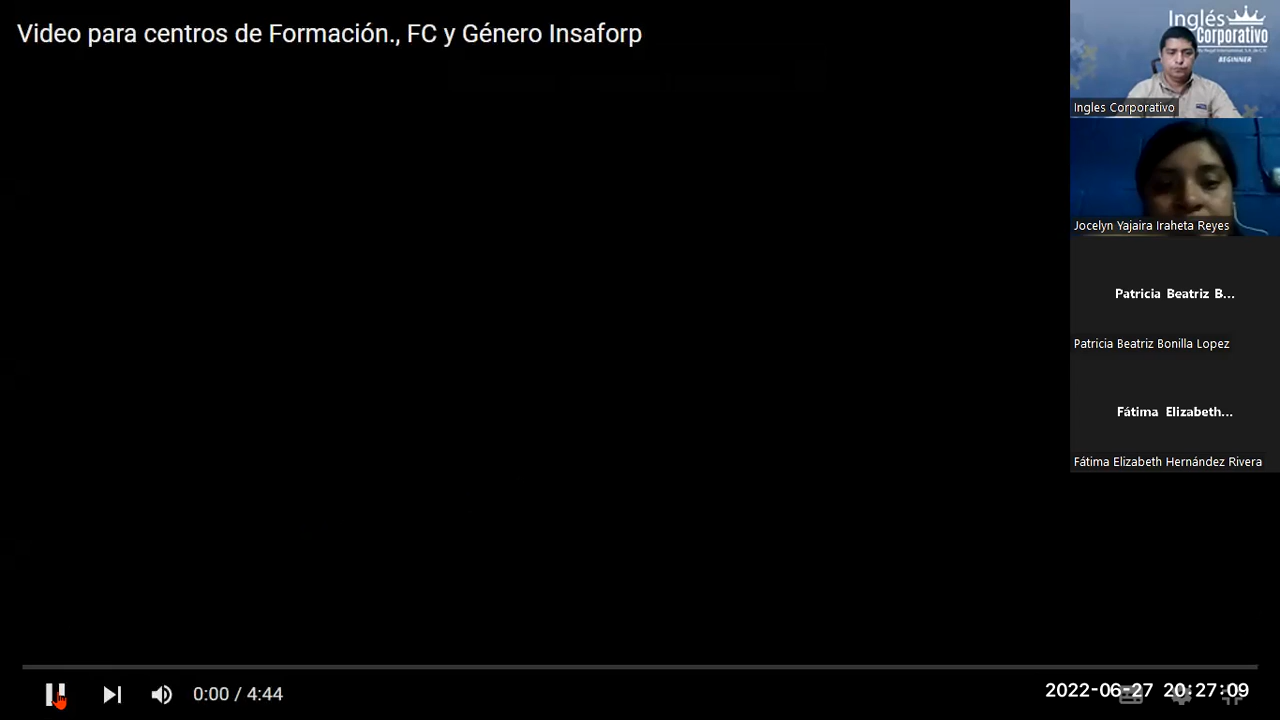 Video para centros de Formación., FC y Género Insaforp
Inglés
Corporativo
BEGINNER
Ingles Corporativo
Jocelyn Yajaira Iraheta Reyes
Patricia Beatriz B...
Patricia Beatriz Bonilla Lopez
Fátima Elizabeth...
Fátima Elizabeth Hernández Rivera
0:00 / 4:44
2022-06-27 20:27:09